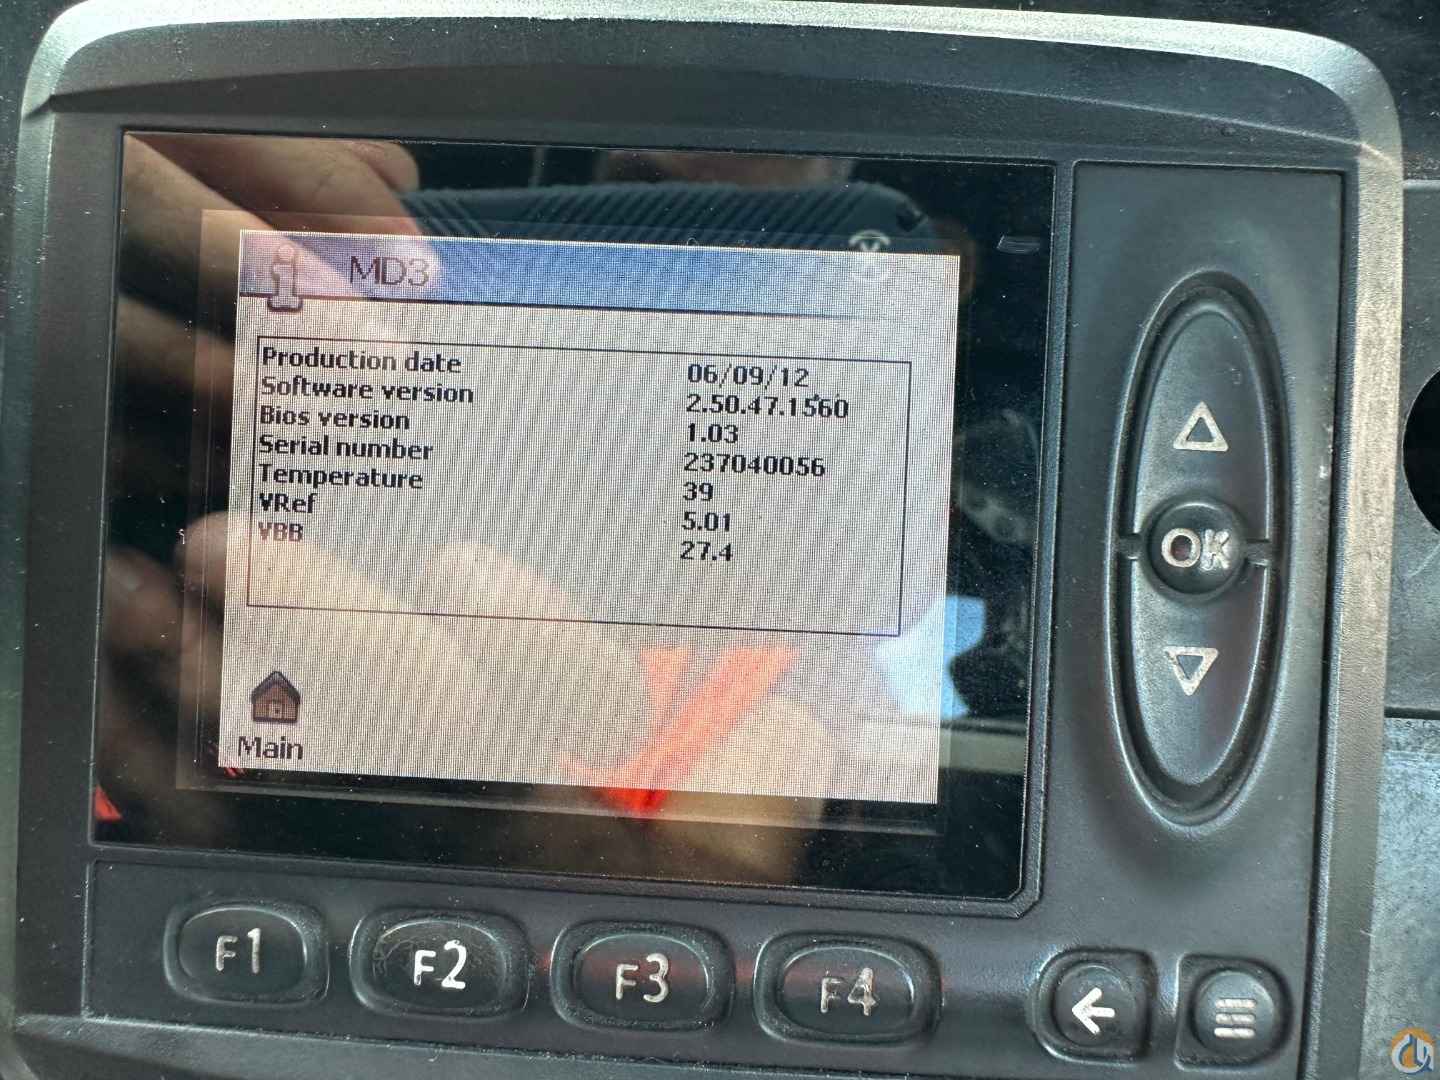 MD3
Production date 06/09/12
Software version 2.50.47.1560
Bios version 1.03
Serial number 237040056
Temperature 39
VRef 5.01
VBB 27.4
Main
OK
F1 F2 F3 F4